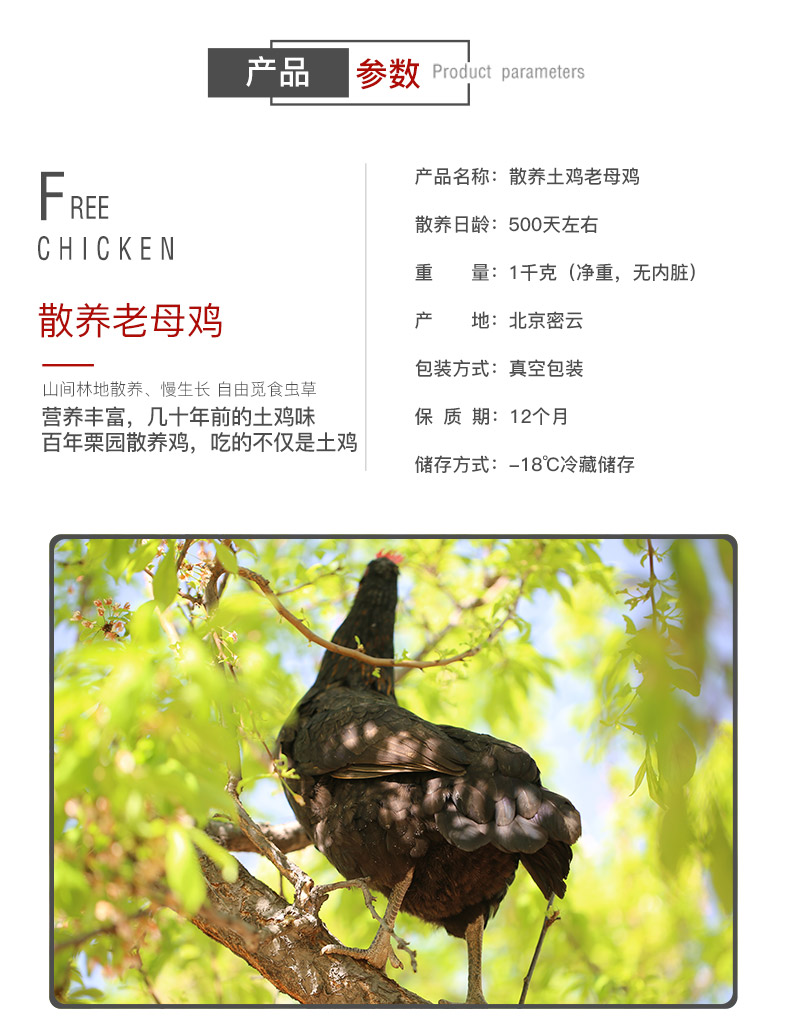 产品 参数 Product parameters
FREE
CHICKEN
散养老母鸡
山间林地散养、慢生长 自由觅食虫草
营养丰富，几十年前的土鸡味
百年栗园散养鸡，吃的不仅是土鸡
产品名称：散养土鸡老母鸡
散养日龄：500天左右
重 量：1千克（净重，无内脏）
产 地：北京密云
包装方式：真空包装
保 质 期：12个月
储存方式：-18℃冷藏储存